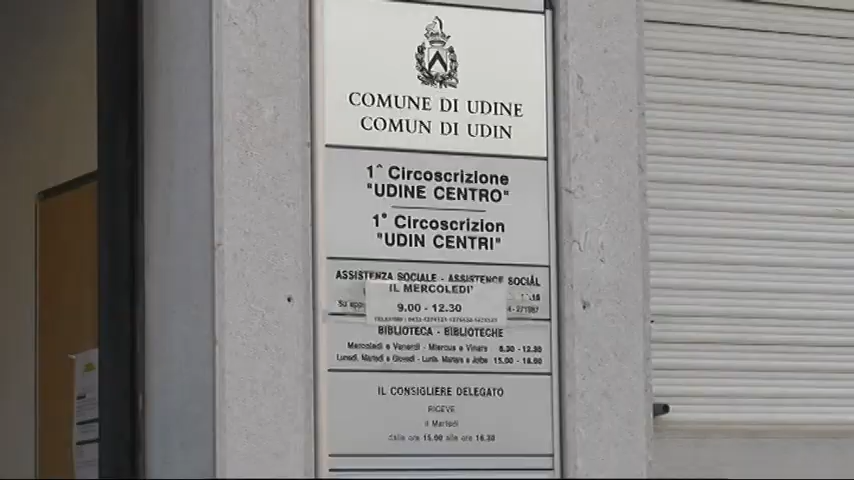 COMUNE DI UDINE
COMUN DI UDIN
1^ Circoscrizione
"UDINE CENTRO"
1° Circoscrizion
"UDIN CENTRI"
ASSISTENZA SOCIALE - ASSISTENCE SOCIÂL
IL MERCOLEDI'
9.00 - 12.30
BIBLIOTECA - BIBLIOTECHE
Mercoledì e Venerdì - Miercus e Vinars 8.30 - 12.30
Lunedì, Martedì e Giovedì - Lunis, Martars e Joibe 15.00 - 18.00
IL CONSIGLIERE DELEGATO
RICEVE
il Martedì
dalle ore 15.00 alle ore 16.30